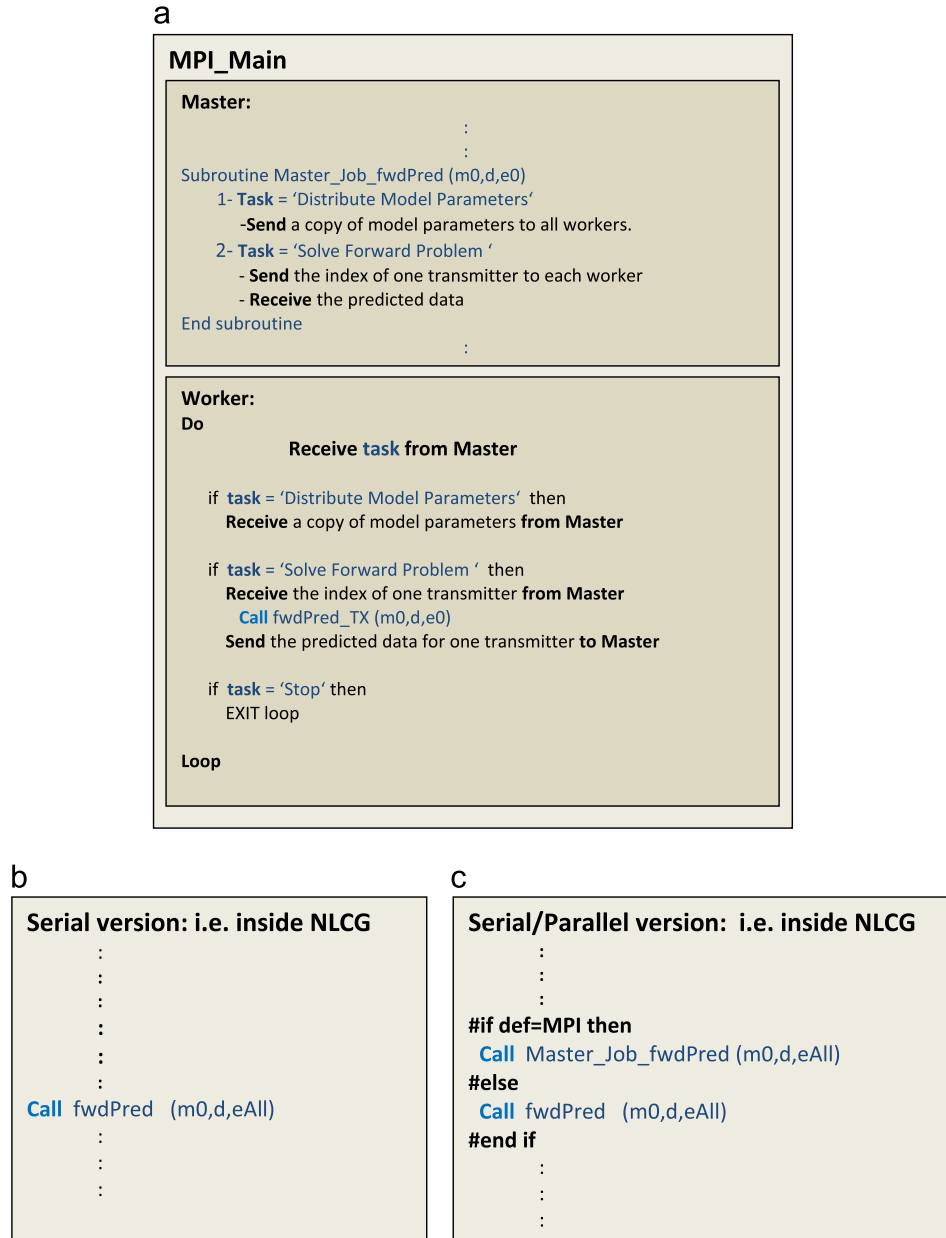 a
MPI_Main
Master:
:
:
Subroutine Master_Job_fwdPred (m0,d,e0)
1- Task = ‘Distribute Model Parameters‘
-Send a copy of model parameters to all workers.
2- Task = ‘Solve Forward Problem ‘
- Send the index of one transmitter to each worker
- Receive the predicted data
End subroutine
:
Worker:
Do
Receive task from Master
if task = ‘Distribute Model Parameters‘ then
Receive a copy of model parameters from Master
if task = ‘Solve Forward Problem ‘ then
Receive the index of one transmitter from Master
Call fwdPred_TX (m0,d,e0)
Send the predicted data for one transmitter to Master
if task = ‘Stop‘ then
EXIT loop
Loop
b
Serial version: i.e. inside NLCG
:
:
:
:
:
:
Call fwdPred (m0,d,eAll)
:
:
:
c
Serial/Parallel version: i.e. inside NLCG
:
:
:
#if def=MPI then
Call Master_Job_fwdPred (m0,d,eAll)
#else
Call fwdPred (m0,d,eAll)
#end if
:
:
: